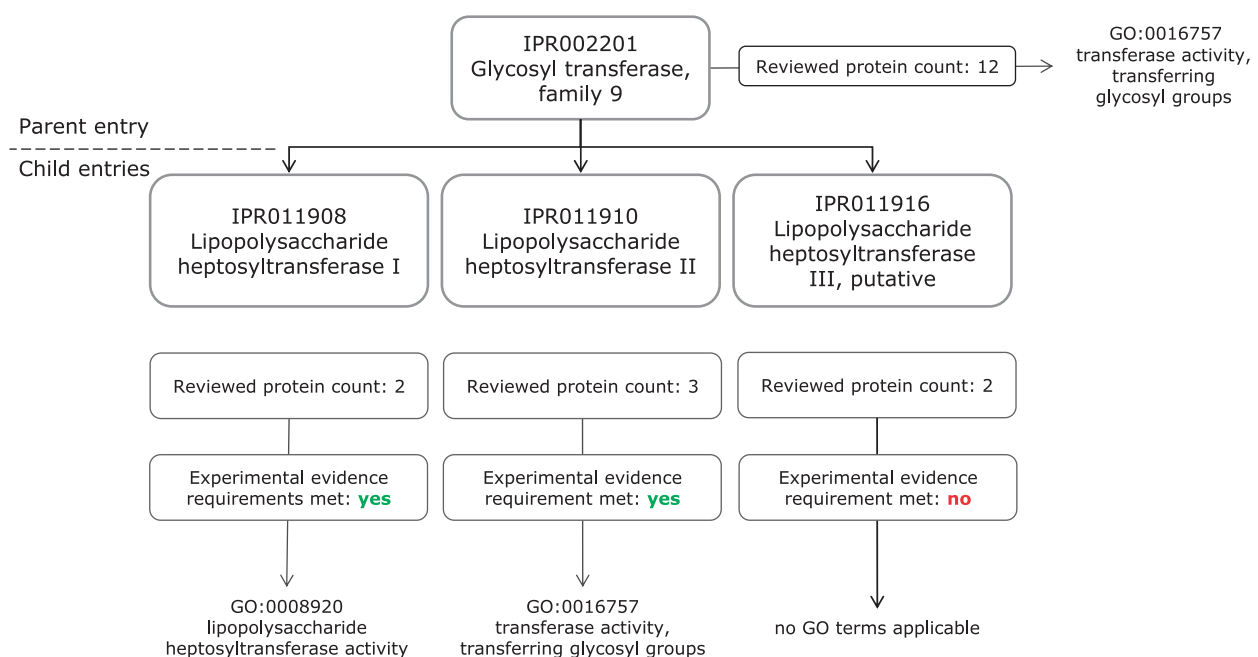 IPR002201
Glycosyl transferase,
family 9
Reviewed protein count: 12
GO:0016757
transferase activity,
transferring
glycosyl groups
Parent entry
Child entries
IPR011908
Lipopolysaccharide
heptosyltransferase I
IPR011910
Lipopolysaccharide
heptosyltransferase II
IPR011916
Lipopolysaccharide
heptosyltransferase
III, putative
Reviewed protein count: 2
Reviewed protein count: 3
Reviewed protein count: 2
Experimental evidence
requirements met: yes
Experimental evidence
requirement met: yes
Experimental evidence
requirement met: no
GO:0008920
lipopolysaccharide
heptosyltransferase activity
GO:0016757
transferase activity,
transferring glycosyl groups
no GO terms applicable